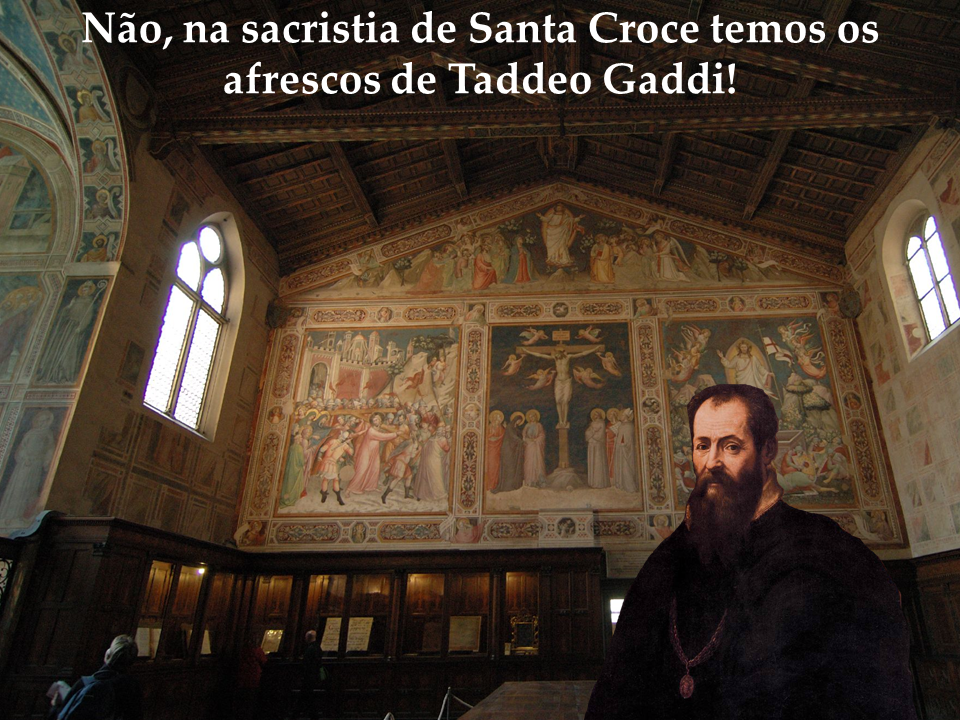 Não, na sacristia de Santa Croce temos os
afrescos de Taddeo Gaddi!